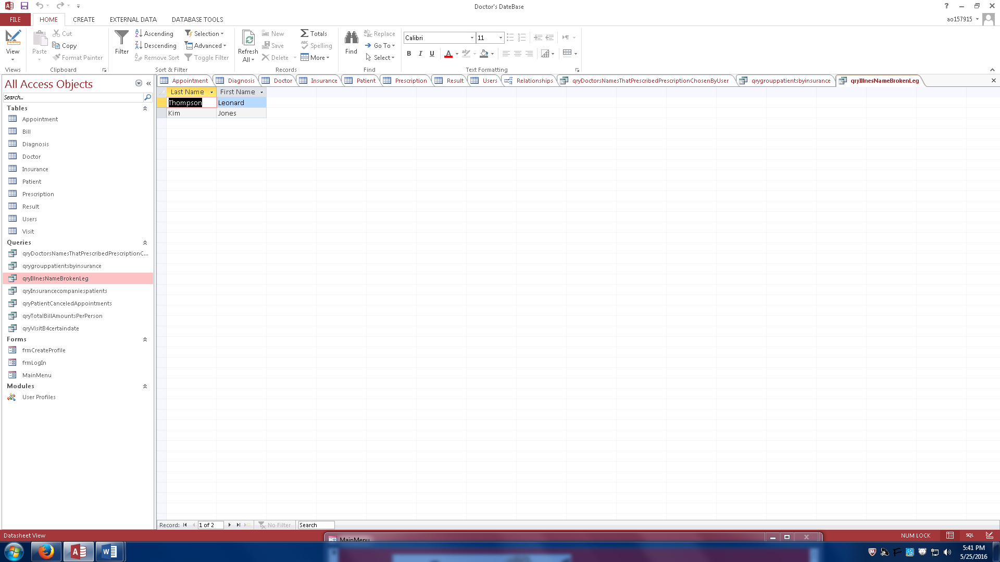 Doctor's DateBase
?
FILE HOME CREATE EXTERNAL DATA DATABASE TOOLS
ao157915
View
Views
Paste
Cut
Copy
Format Painter
Clipboard
Filter
Ascending
Descending
Remove Sort
Selection
Advanced
Toggle Filter
Sort & Filter
Refresh
All
New
Save
Delete
Totals
Spelling
More
Records
Find
Replace
Go To
Select
Find
Calibri 11
B I U A
Text Formatting
All Access Objects
Search...
Tables
Appointment
Bill
Diagnosis
Doctor
Insurance
Patient
Prescription
Result
Users
Visit
Queries
qryDoctorsNamesThatPrescribedPrescriptionC...
qrygrouppatientsbyinsurance
qryIllnesNameBrokenLeg
qryInsurancecompaniespatients
qryPatientCanceledAppointments
qryTotalBillAmountsPerPerson
qryVisitB4certaindate
Forms
frmCreateProfile
frmLogIn
MainMenu
Modules
User Profiles
Appointment Diagnosis Doctor Insurance Patient Prescription Result Users Relationships qryDoctorsNamesThatPrescribedPrescriptionChosenByUser qrygrouppatientsbyinsurance qryIllnesNameBrokenLeg
Last Name First Name
Thompson Leonard
Kim Jones
Record: 1 of 2 No Filter Search
Datasheet View
MainMenu
NUM LOCK SQL
5:41 PM
5/25/2016